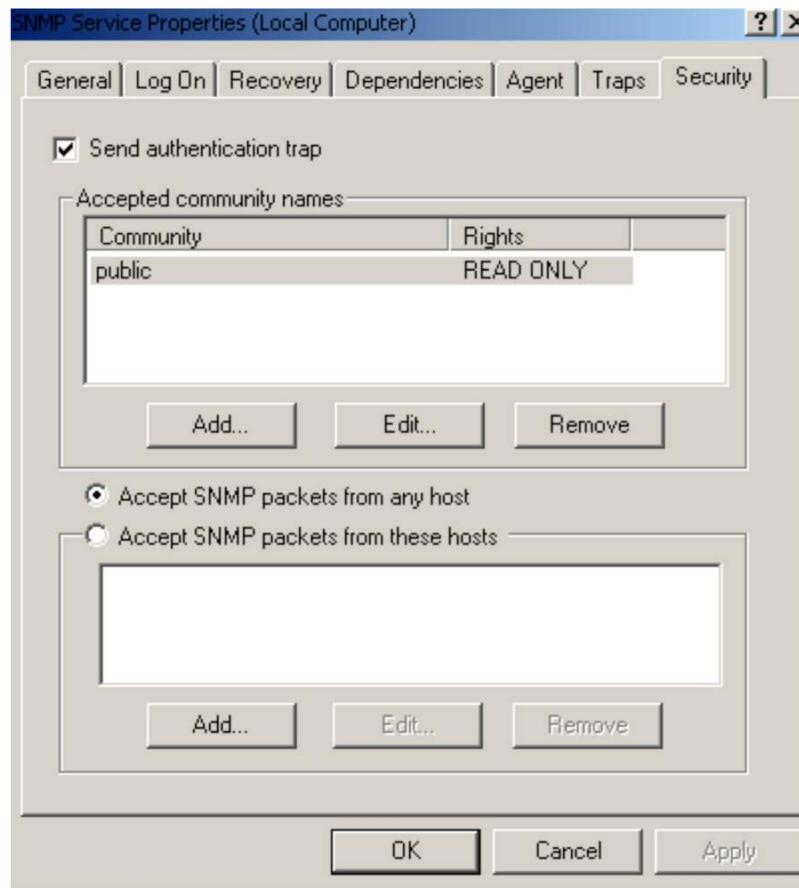 SNMP Service Properties (Local Computer)
General Log On Recovery Dependencies Agent Traps Security
Send authentication trap
Accepted community names
Community Rights
public READ ONLY
Add... Edit... Remove
Accept SNMP packets from any host
Accept SNMP packets from these hosts
Add... Edit... Remove
OK Cancel Apply